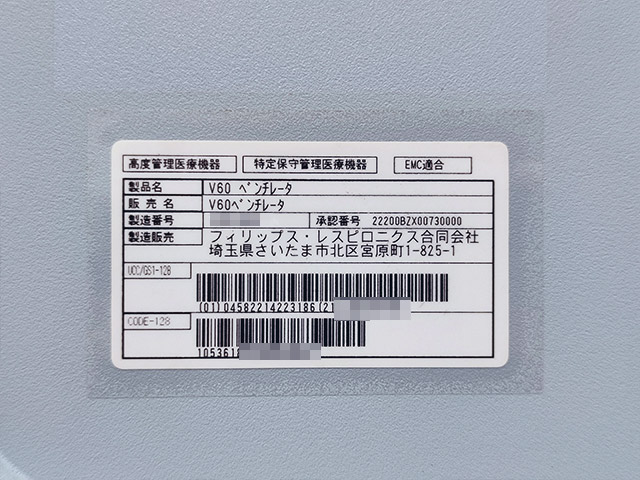 高度管理医療機器 特定保守管理医療機器 EMC適合
製品名 V60 ベンチレータ
販売名 V60ベンチレータ
製造番号 承認番号 22200BZX00730000
製造販売 フィリップス・レスピロニクス合同会社
埼玉県さいたま市北区宮原町1-825-1
UCC/GS1-128
(01)04582214223186(21
CODE-128
105361